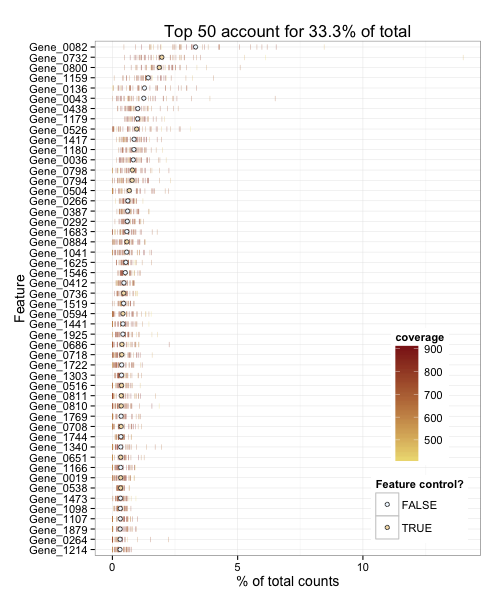 Top 50 account for 33.3% of total
Gene_0082
Gene_0732
Gene_0800
Gene_1159
Gene_0136
Gene_0043
Gene_0438
Gene_1179
Gene_0526
Gene_1417
Gene_1180
Gene_0036
Gene_0798
Gene_0794
Gene_0504
Gene_0266
Gene_0387
Gene_0292
Gene_1683
Gene_0884
Gene_1041
Gene_1625
Gene_1546
Gene_0412
Gene_0736
Gene_1519
Gene_0594
Gene_1441
Gene_1925
Gene_0686
Gene_0718
Gene_1722
Gene_1303
Gene_0516
Gene_0811
Gene_0810
Gene_1769
Gene_0708
Gene_1744
Gene_1340
Gene_0651
Gene_1166
Gene_0019
Gene_0538
Gene_1473
Gene_1098
Gene_1107
Gene_1879
Gene_0264
Gene_1214
Feature
0 5 10
% of total counts
coverage
900
800
700
600
500
Feature control?
FALSE
TRUE